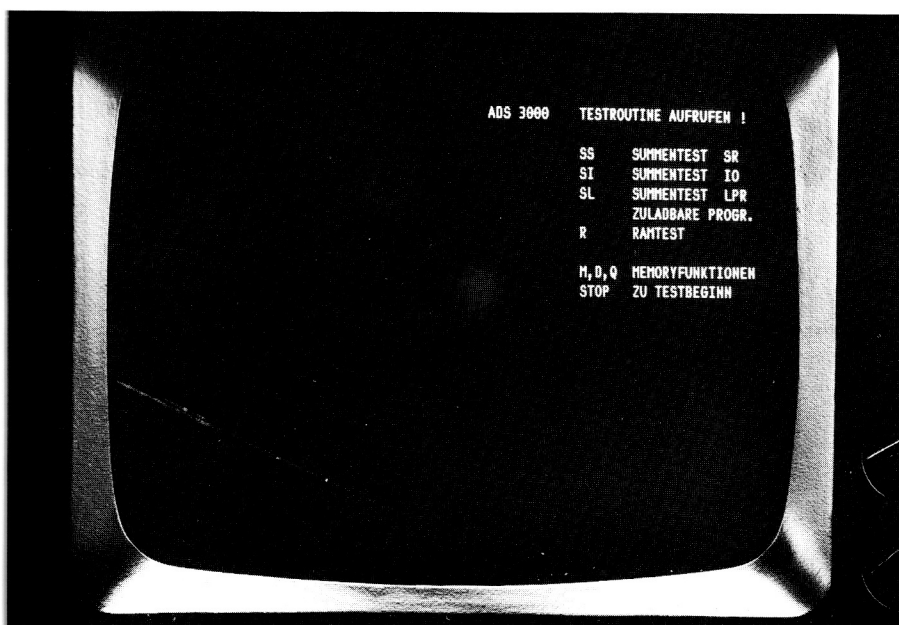 ADS 3000 TESTROUTINE AUFRUFEN !
SS SUMMENTEST SR
SI SUMMENTEST IO
SL SUMMENTEST LPR
ZULADBARE PROGR.
R RAMTEST
M,D,Q MEMORYFUNKTIONEN
STOP ZU TESTBEGINN